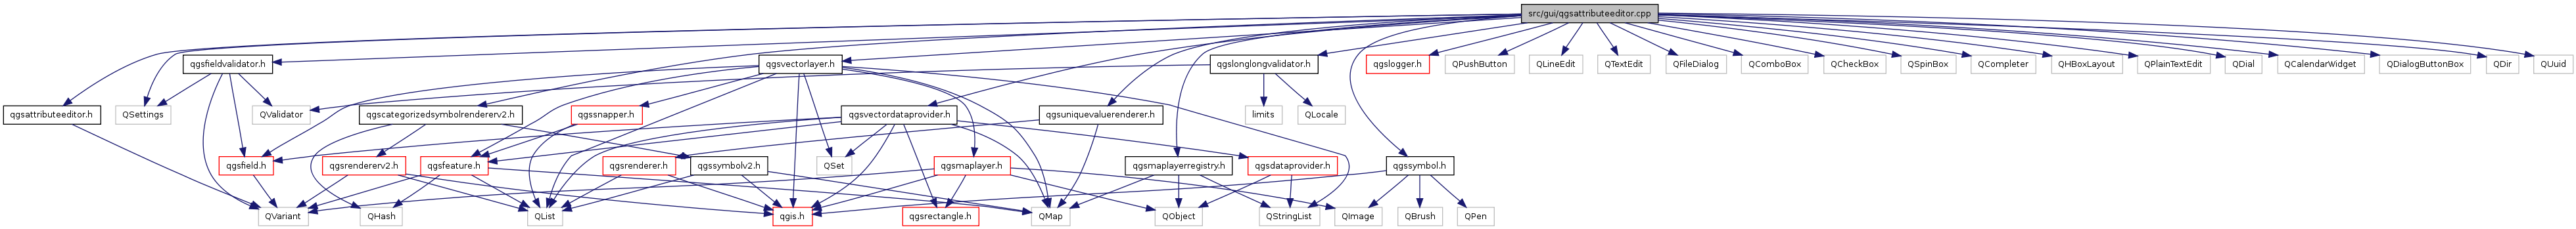 src/gui/qgsattributeeditor.cpp
qgsfieldvalidator.h
qgsvectorlayer.h
qgslonglongvalidator.h
qgslogger.h
QPushButton
QLineEdit
QTextEdit
QFileDialog
QComboBox
QCheckBox
QSpinBox
QCompleter
QHBoxLayout
QPlainTextEdit
QDial
QCalendarWidget
QDialogButtonBox
QDir
QUuid
qgsattributeeditor.h
QSettings
QValidator
qgscategorizedsymbolrendererv2.h
qgssnapper.h
qgsvectordataprovider.h
qgsuniquevaluerenderer.h
limits
QLocale
qgsfield.h
qgsrendererv2.h
qgsfeature.h
qgsrenderer.h
qgssymbolv2.h
QSet
qgsmaplayer.h
qgsmaplayerregistry.h
qgsdataprovider.h
qgssymbol.h
QVariant
QHash
QList
qgis.h
qgsrectangle.h
QMap
QObject
QStringList
QImage
QBrush
QPen